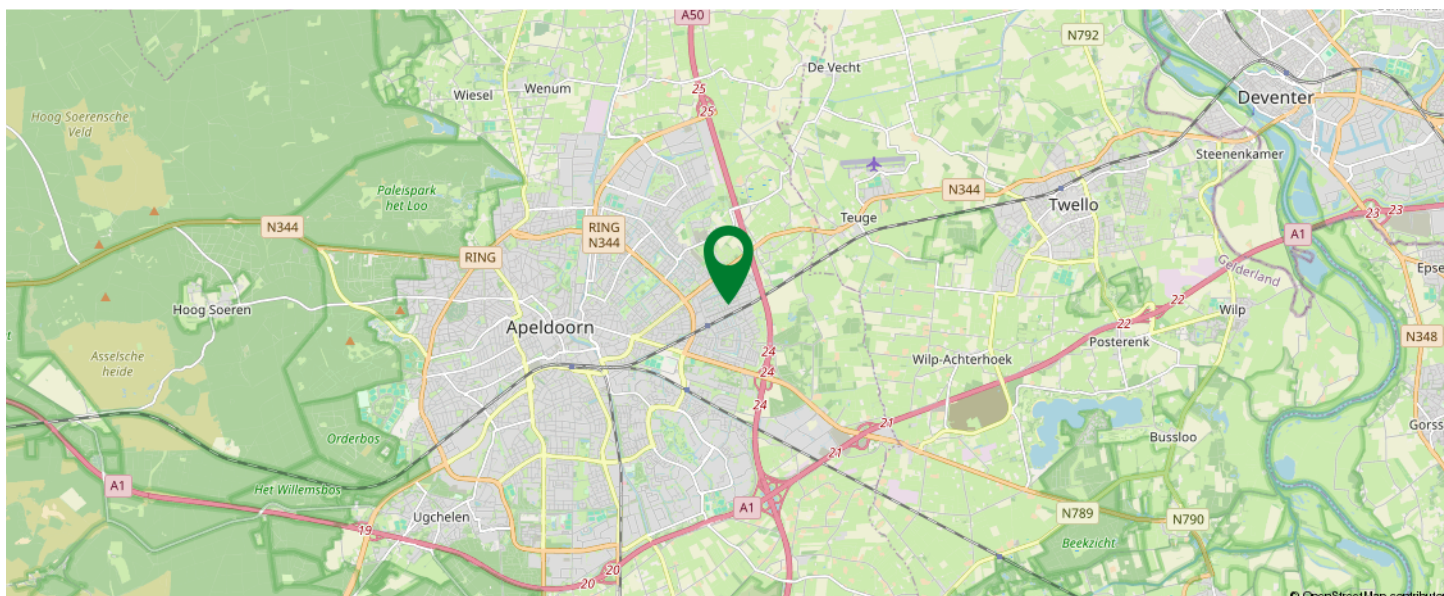 A50
N792
De Vecht
Wiesel
Wenum
25
25
Deventer
Hoog Soerensche
Veld
Steenenkamer
Paleispark
het Loo
N344
Twello
Teuge
23
23
N344
RING
N344
A1
RING
Gelderland
Epse
Hoog Soeren
22
22
Wilp
Apeldoorn
Posterenk
N348
Asselsche
heide
24
24
Wilp-Achterhoek
24
21
21
Gorss
Orderbos
Bussloo
A1
Het Willemsbos
A1
Ugchelen
19
N789
N790
Beekzicht
20
20
© OpenStreetMap contributor